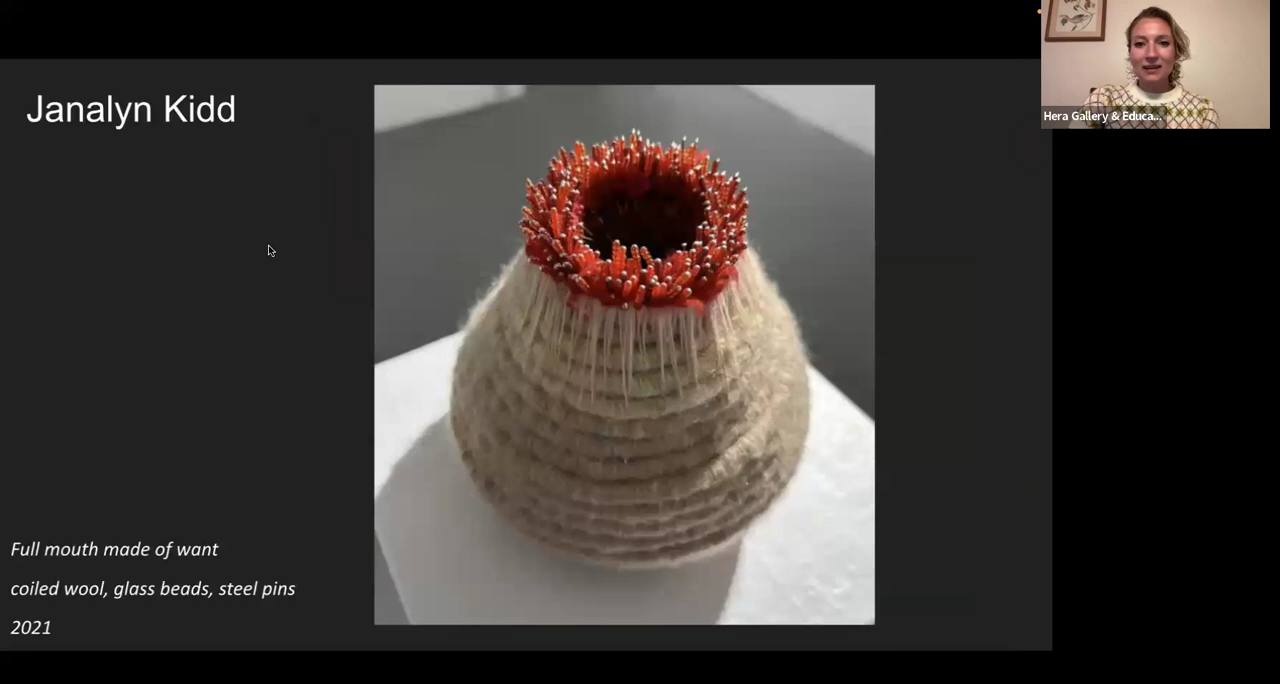 Janalyn Kidd
Hera Gallery & Educa...
Full mouth made of want
coiled wool, glass beads, steel pins
2021